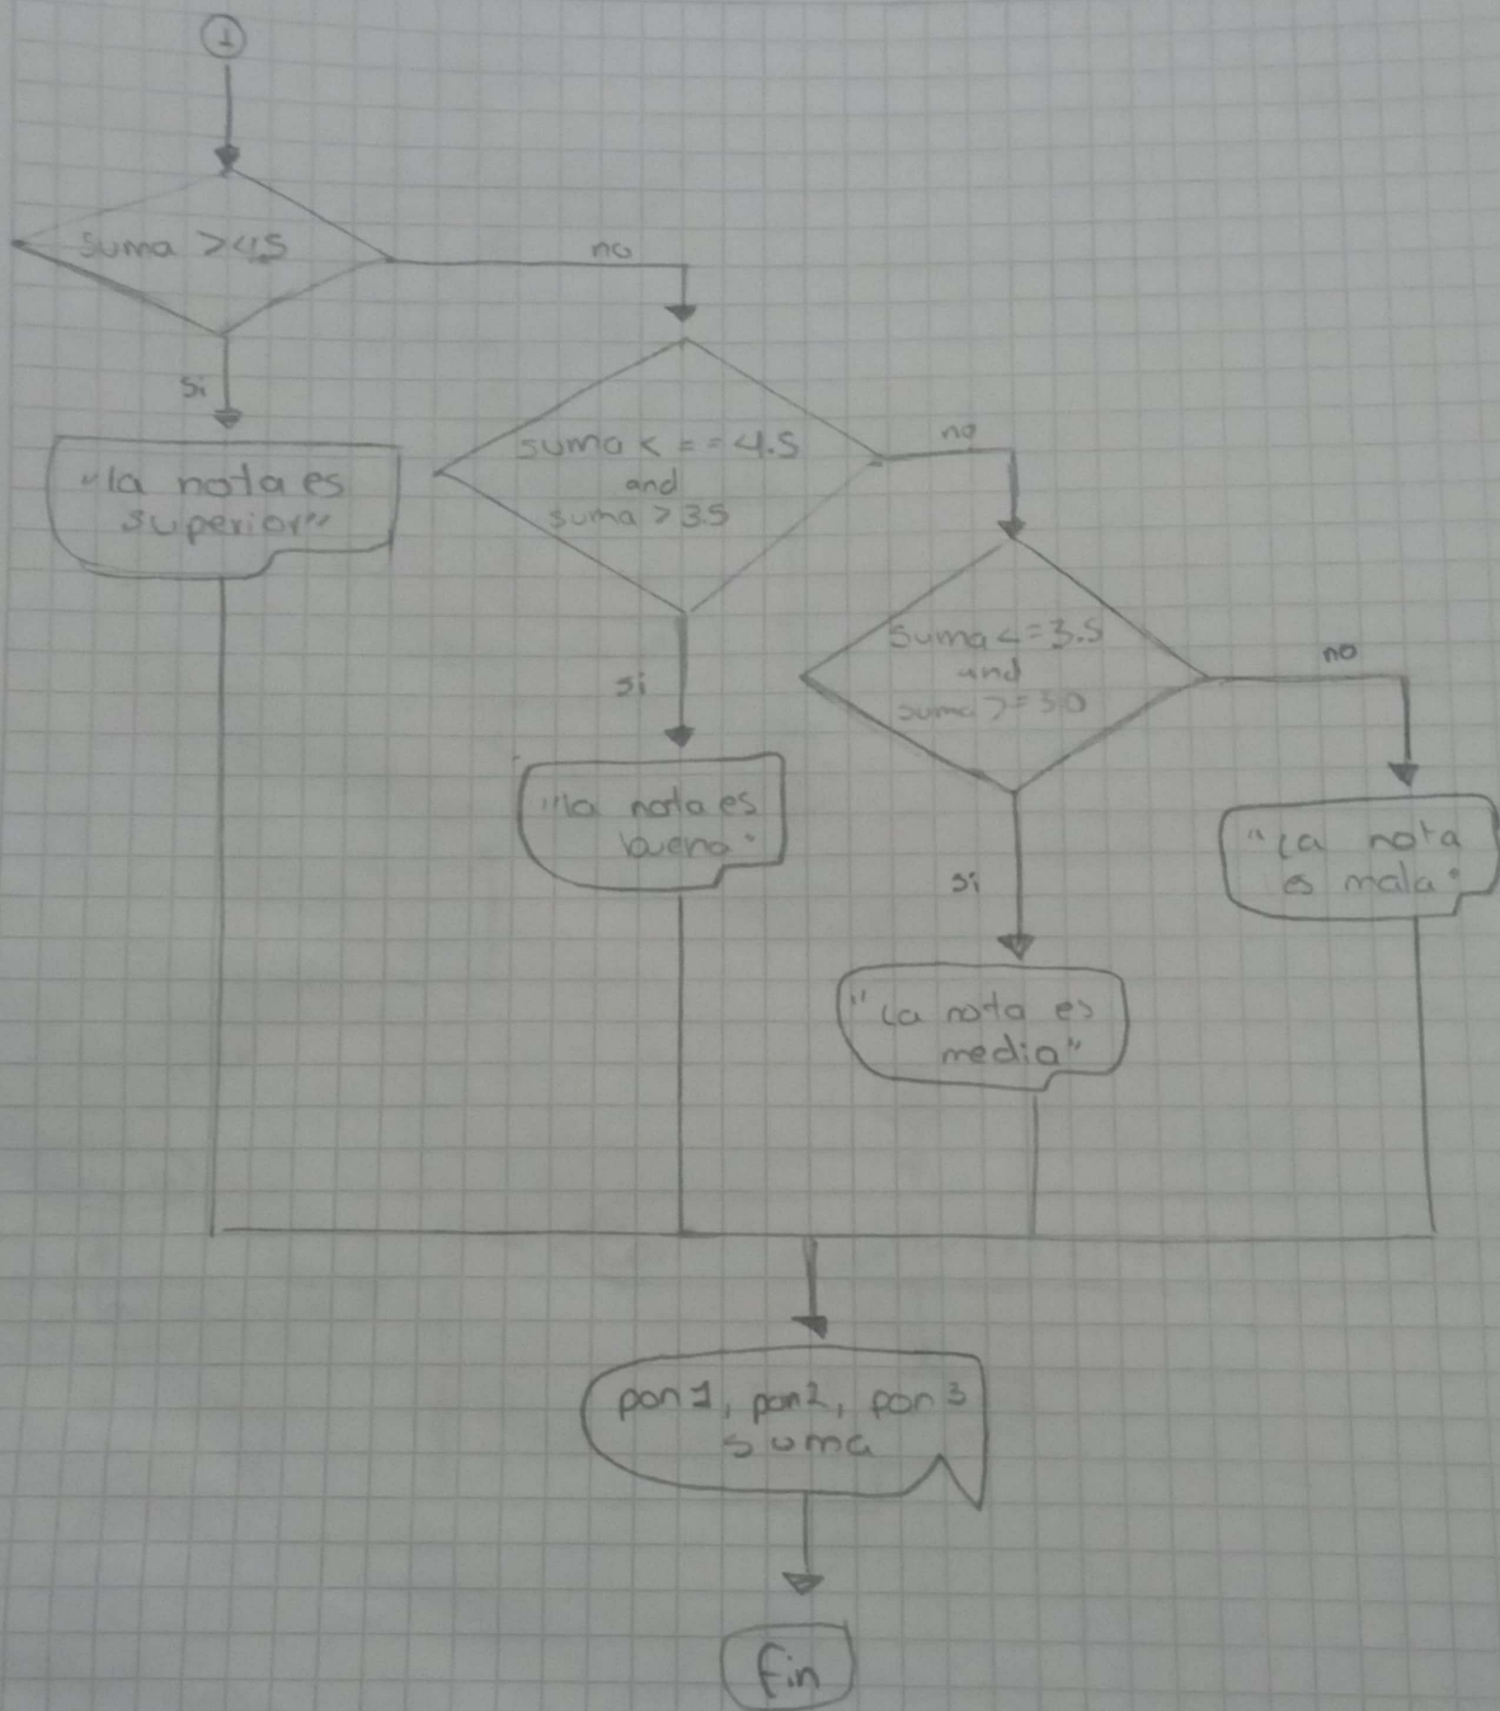 1
suma >4.5
no
si
"la nota es
superior"
suma < = = 4.5
and
suma > 3.5
no
si
"la nota es
buena"
suma <= 3.5
and
suma >= 3.0
no
si
"La nota es
media"
"La nota
es mala"
pon1, pon2, pon3
suma
Fin